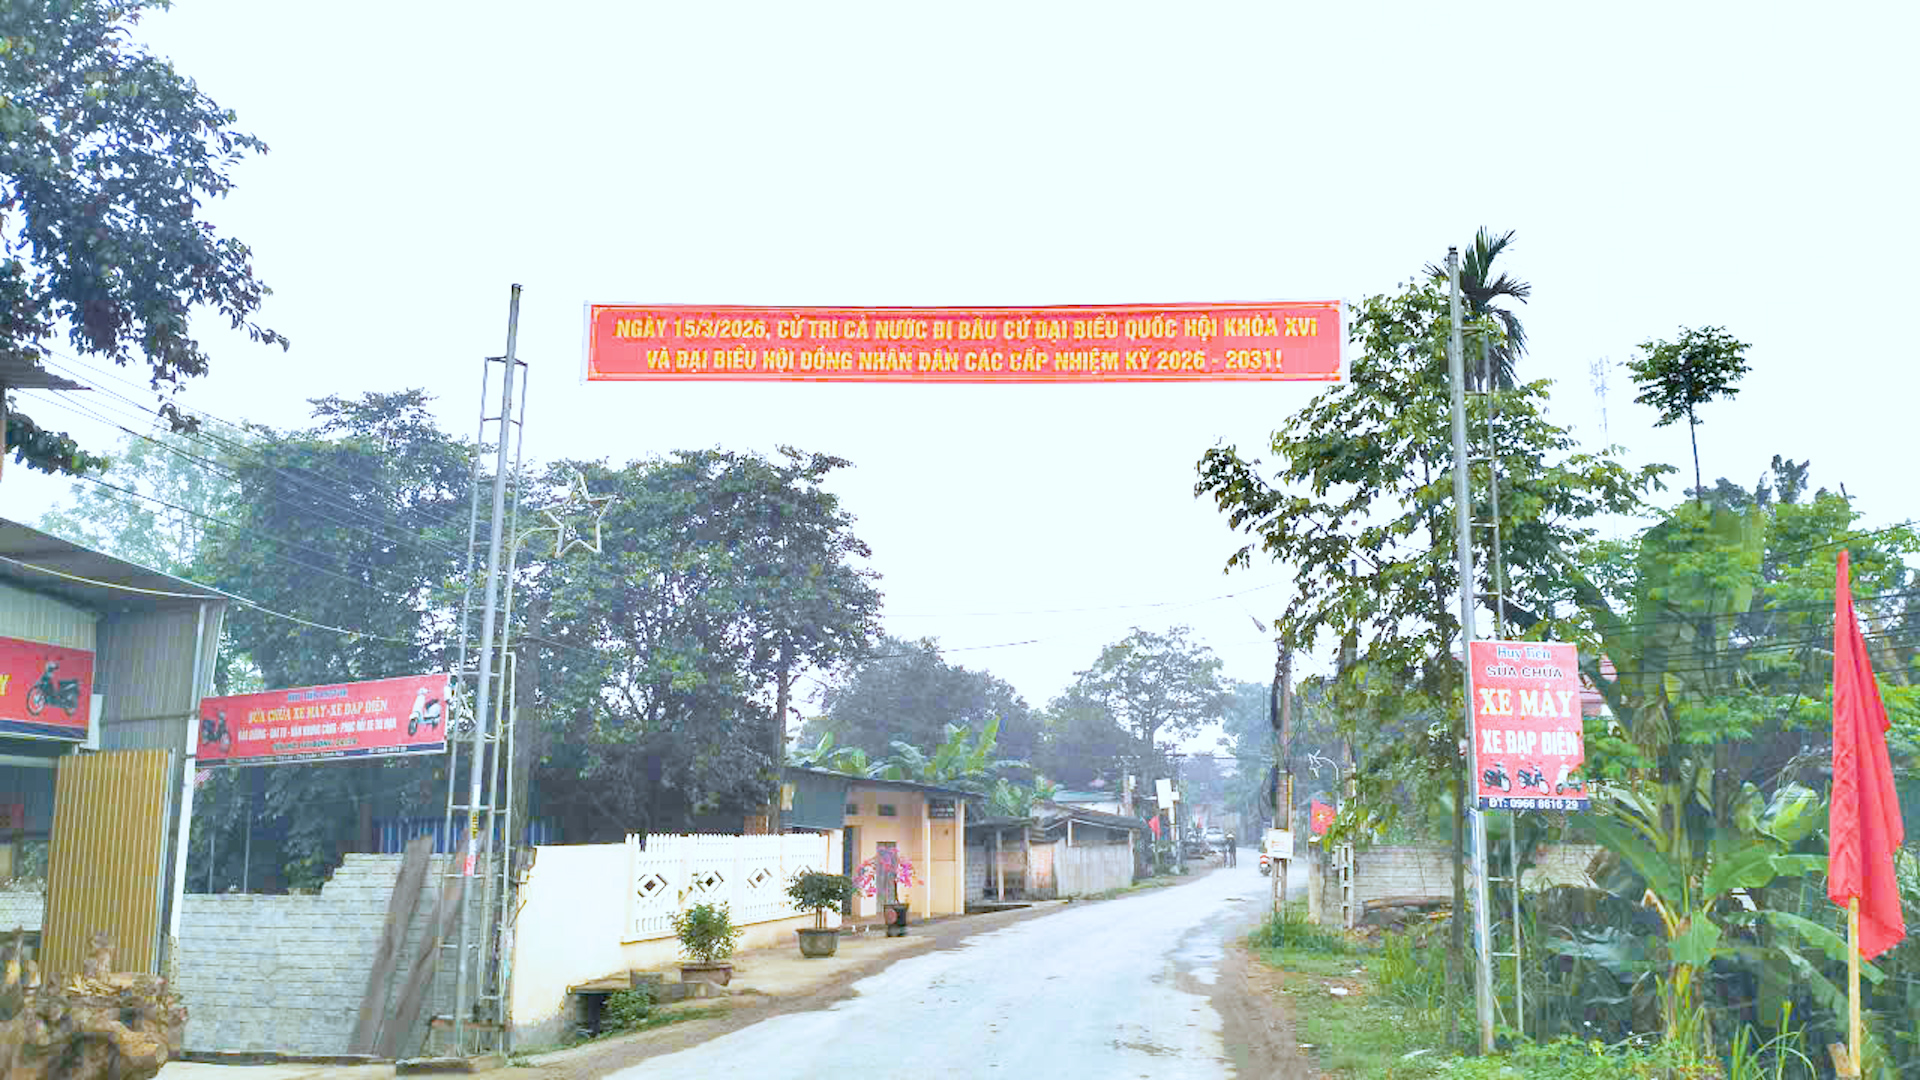 NGÀY 15/3/2026, CỬ TRI CẢ NƯỚC ĐI BẦU CỬ ĐẠI BIỂU QUỐC HỘI KHÓA XVI
VÀ ĐẠI BIỂU HỘI ĐỒNG NHÂN DÂN CÁC CẤP NHIỆM KỲ 2026 - 2031!
SỬA CHỮA XE MÁY - XE ĐẠP ĐIỆN
Huy Tiến
SỬA CHỮA
XE MÁY
XE ĐẠP ĐIỆN
ĐT: 0966 8616 29